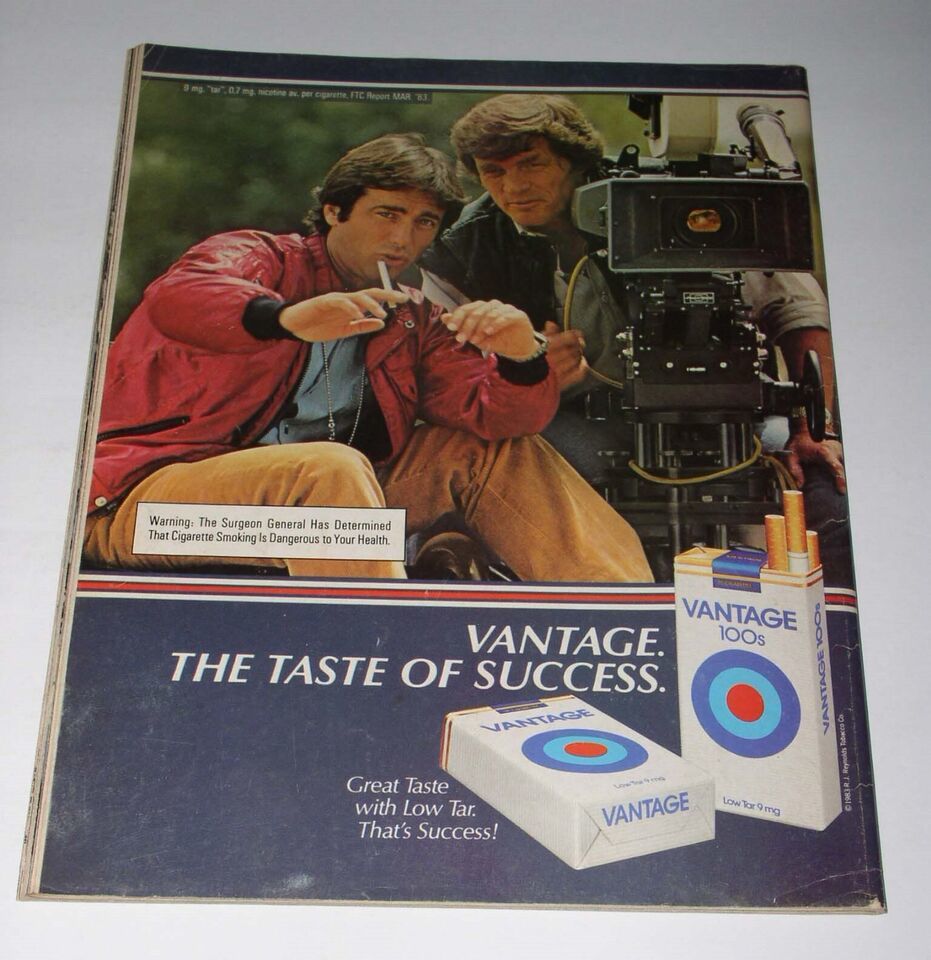 9 mg. "tar", 0.7 mg. nicotine av. per cigarette, FTC Report MAR. '83.
Warning: The Surgeon General Has Determined
That Cigarette Smoking Is Dangerous to Your Health.
VANTAGE.
THE TASTE OF SUCCESS.
Great Taste
with Low Tar.
That's Success!
VANTAGE
Low Tar 9 mg
VANTAGE
VANTAGE
100s
Low Tar 9 mg
VANTAGE 100s
©1983 R.J. Reynolds Tobacco Co.